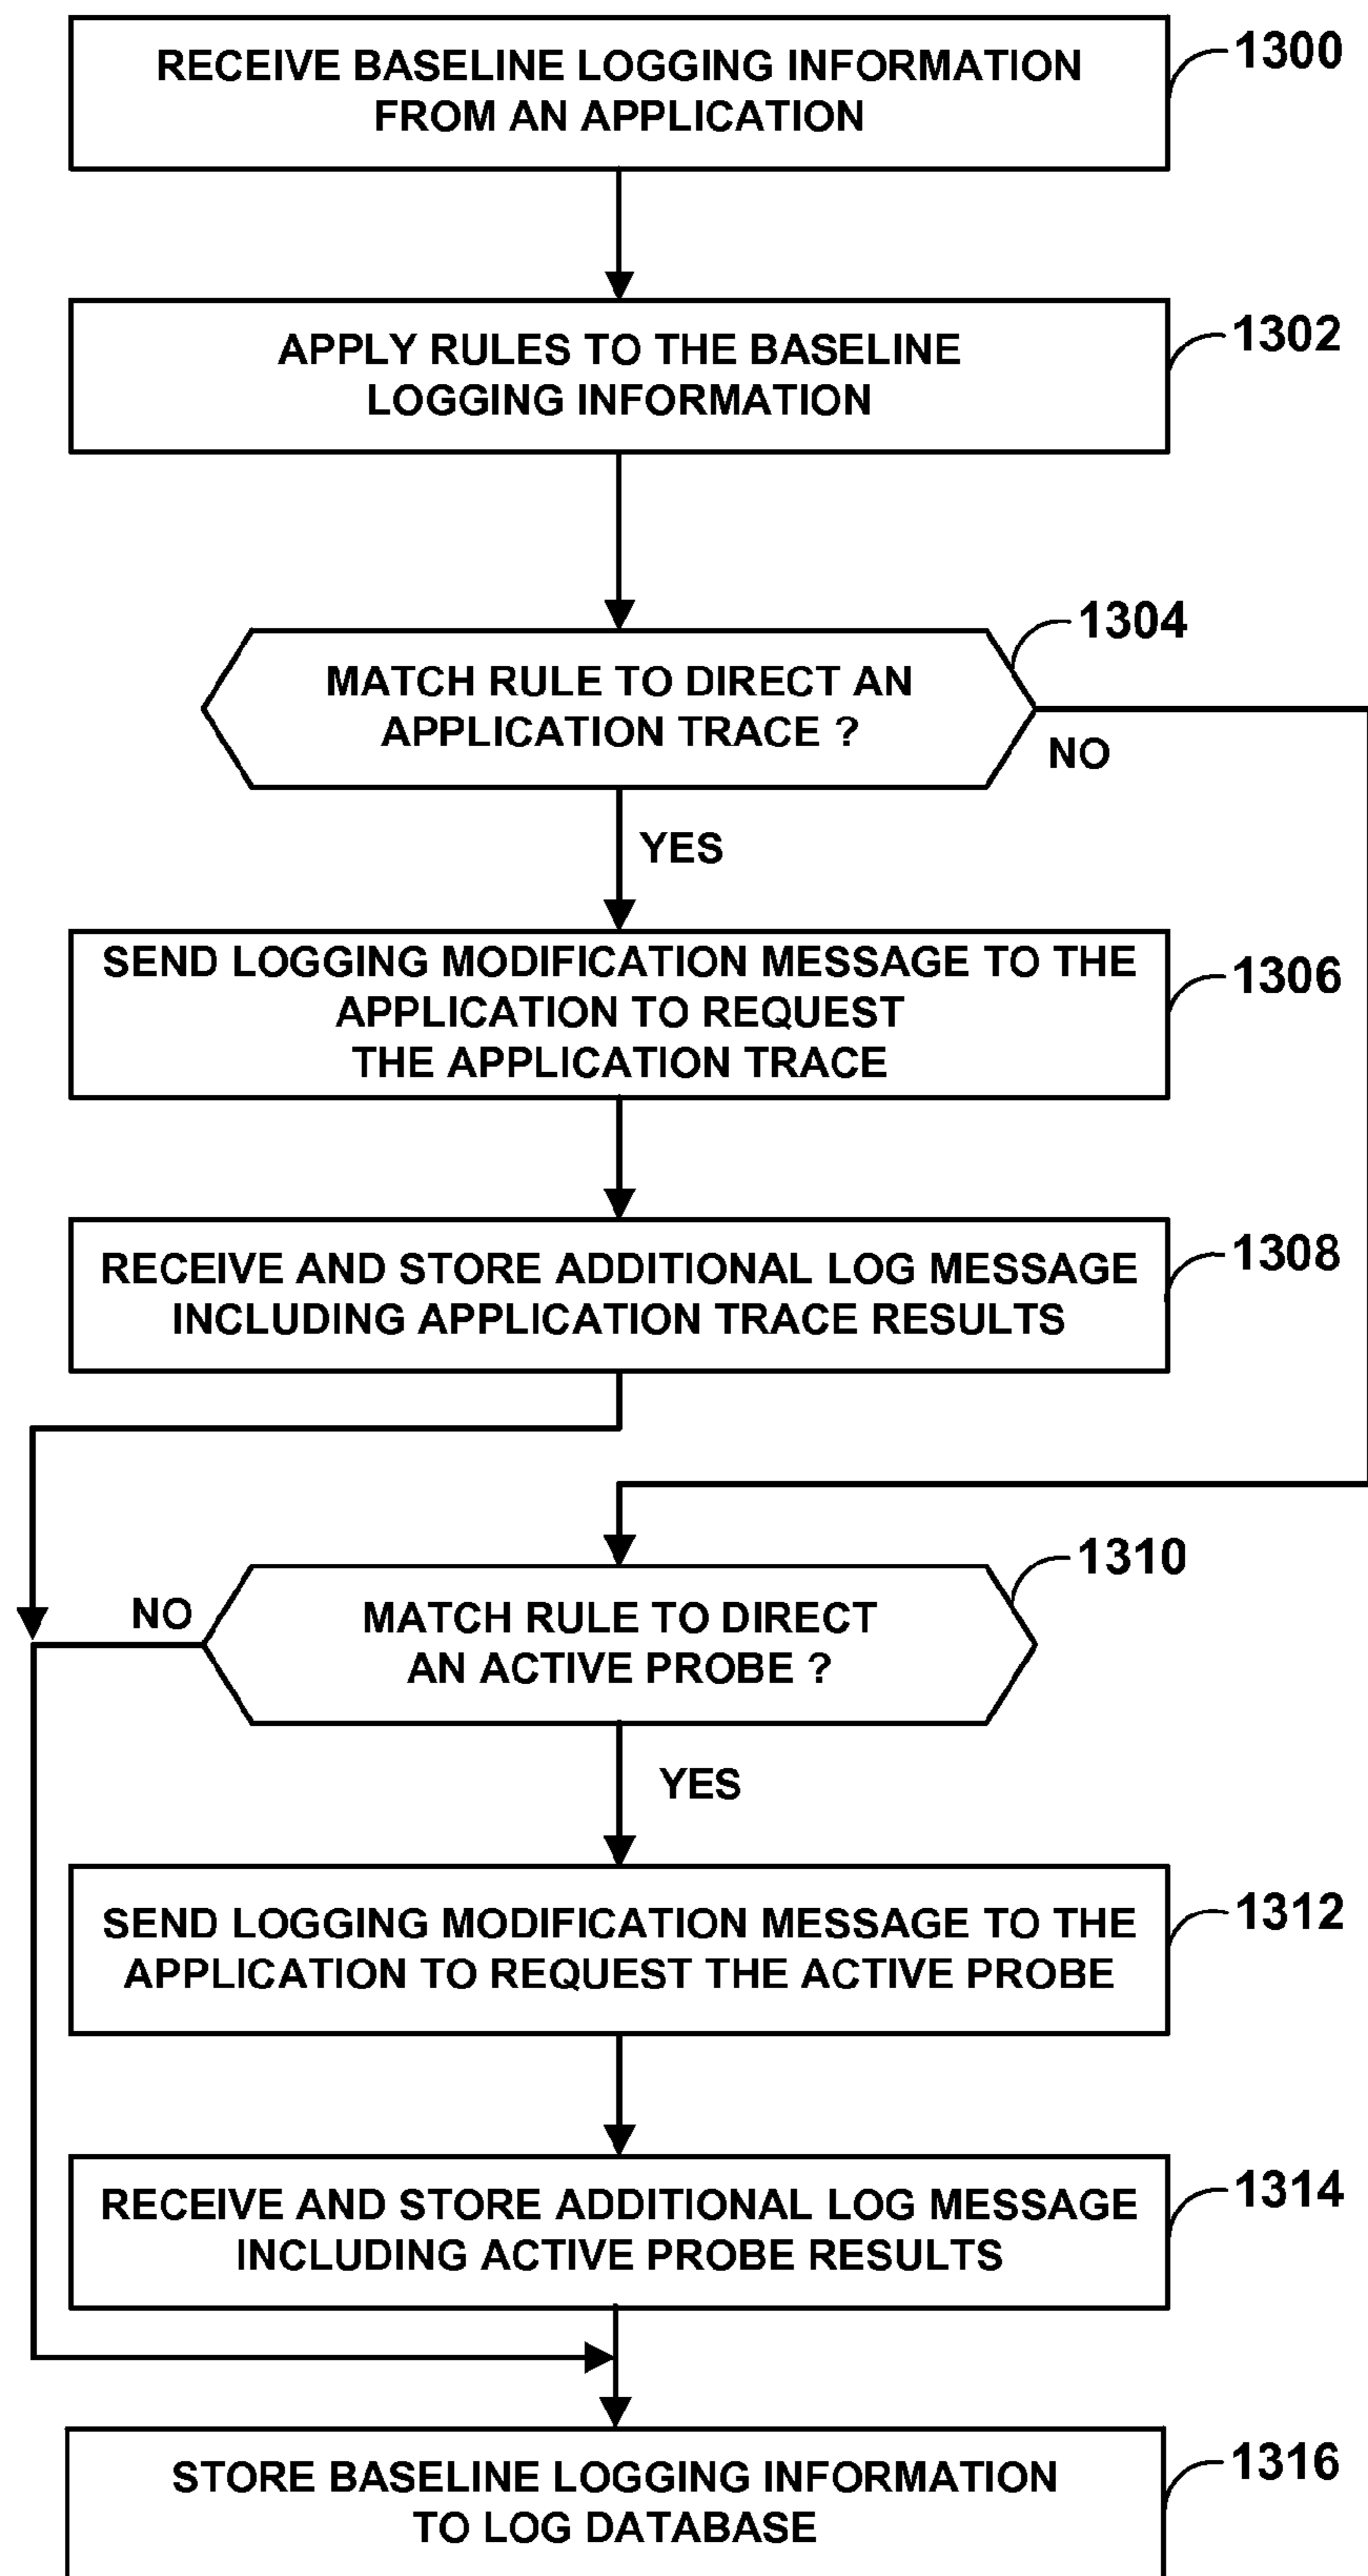 RECEIVE BASELINE LOGGING INFORMATION
FROM AN APPLICATION
1300
APPLY RULES TO THE BASELINE
LOGGING INFORMATION
1302
1304
MATCH RULE TO DIRECT AN
APPLICATION TRACE ?
NO
YES
SEND LOGGING MODIFICATION MESSAGE TO THE
APPLICATION TO REQUEST
THE APPLICATION TRACE
1306
RECEIVE AND STORE ADDITIONAL LOG MESSAGE
INCLUDING APPLICATION TRACE RESULTS
1308
1310
NO
MATCH RULE TO DIRECT
AN ACTIVE PROBE ?
YES
SEND LOGGING MODIFICATION MESSAGE TO THE
APPLICATION TO REQUEST THE ACTIVE PROBE
1312
RECEIVE AND STORE ADDITIONAL LOG MESSAGE
INCLUDING ACTIVE PROBE RESULTS
1314
STORE BASELINE LOGGING INFORMATION
TO LOG DATABASE
1316